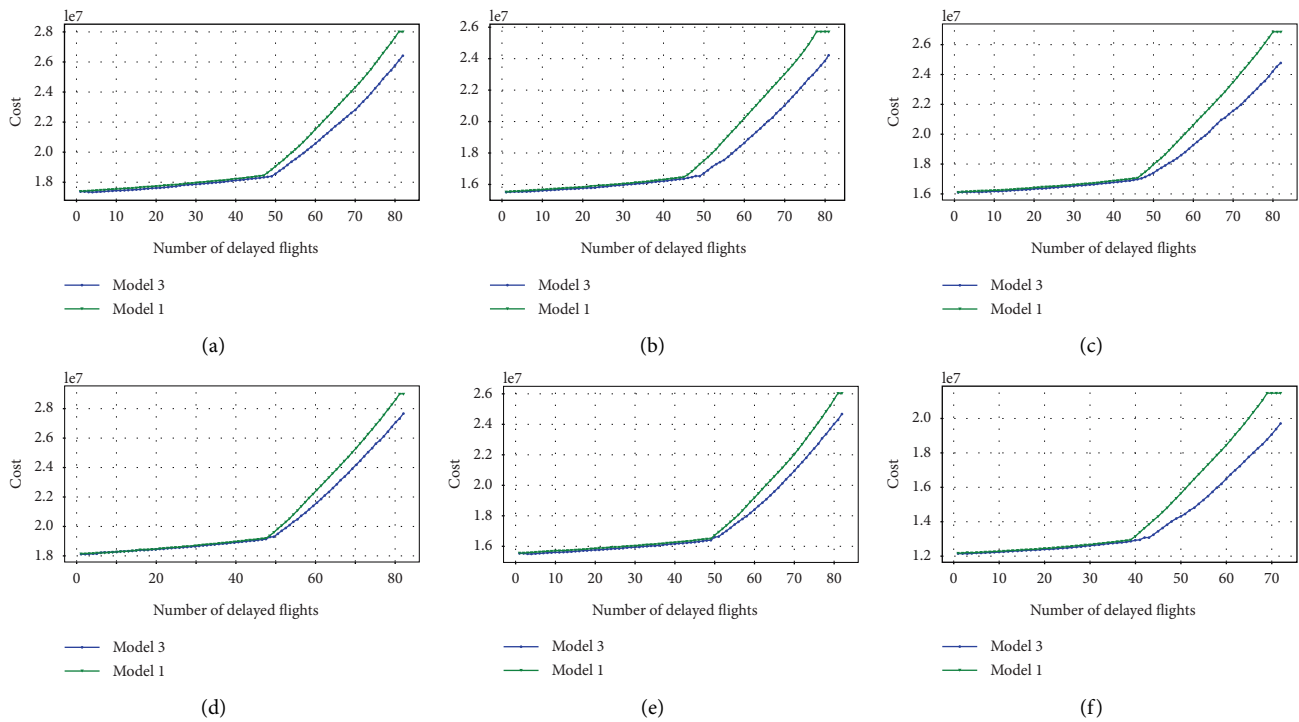 1e7
2.8
2.6
2.4
2.2
2.0
1.8
Cost
0 10 20 30 40 50 60 70 80
Number of delayed flights
Model 3
Model 1
(a)
1e7
2.6
2.4
2.2
2.0
1.8
1.6
Cost
0 10 20 30 40 50 60 70 80
Number of delayed flights
Model 3
Model 1
(b)
1e7
2.6
2.4
2.2
2.0
1.8
1.6
Cost
0 10 20 30 40 50 60 70 80
Number of delayed flights
Model 3
Model 1
(c)
1e7
2.8
2.6
2.4
2.2
2.0
1.8
Cost
0 20 40 60 80
Number of delayed flights
Model 3
Model 1
(d)
1e7
2.6
2.4
2.2
2.0
1.8
1.6
Cost
0 10 20 30 40 50 60 70 80
Number of delayed flights
Model 3
Model 1
(e)
1e7
2.0
1.8
1.6
1.4
1.2
Cost
0 10 20 30 40 50 60 70
Number of delayed flights
Model 3
Model 1
(f)